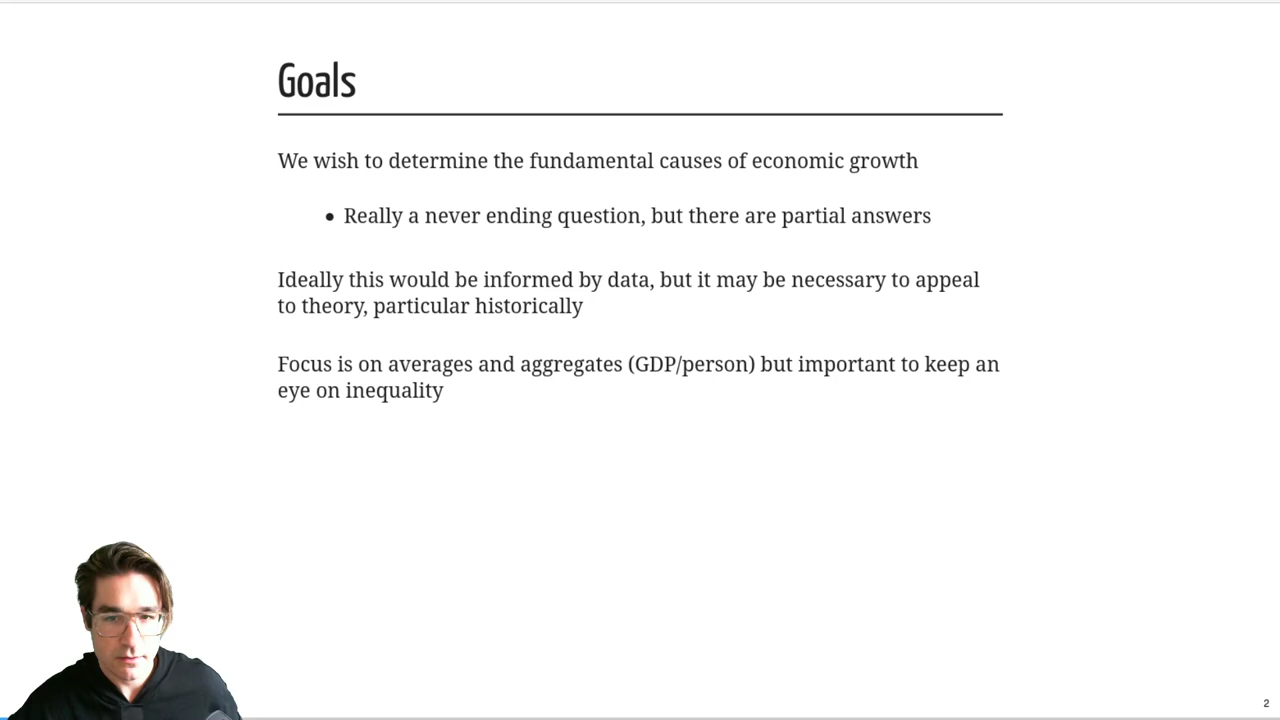 Goals
We wish to determine the fundamental causes of economic growth
• Really a never ending question, but there are partial answers
Ideally this would be informed by data, but it may be necessary to appeal
to theory, particular historically
Focus is on averages and aggregates (GDP/person) but important to keep an
eye on inequality
2